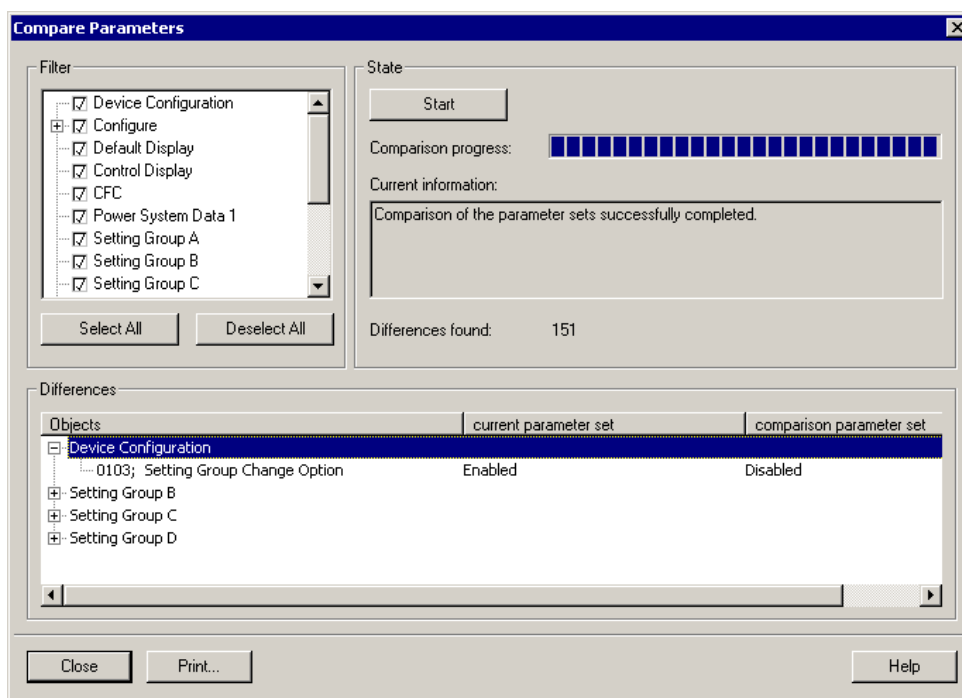 Compare Parameters
Filter
Device Configuration
Configure
Default Display
Control Display
CFC
Power System Data 1
Setting Group A
Setting Group B
Setting Group C
Select All Deselect All
State
Start
Comparison progress:
Current information:
Comparison of the parameter sets successfully completed.
Differences found: 151
Differences
Objects current parameter set comparison parameter set
Device Configuration
0103; Setting Group Change Option Enabled Disabled
Setting Group B
Setting Group C
Setting Group D
Close Print... Help